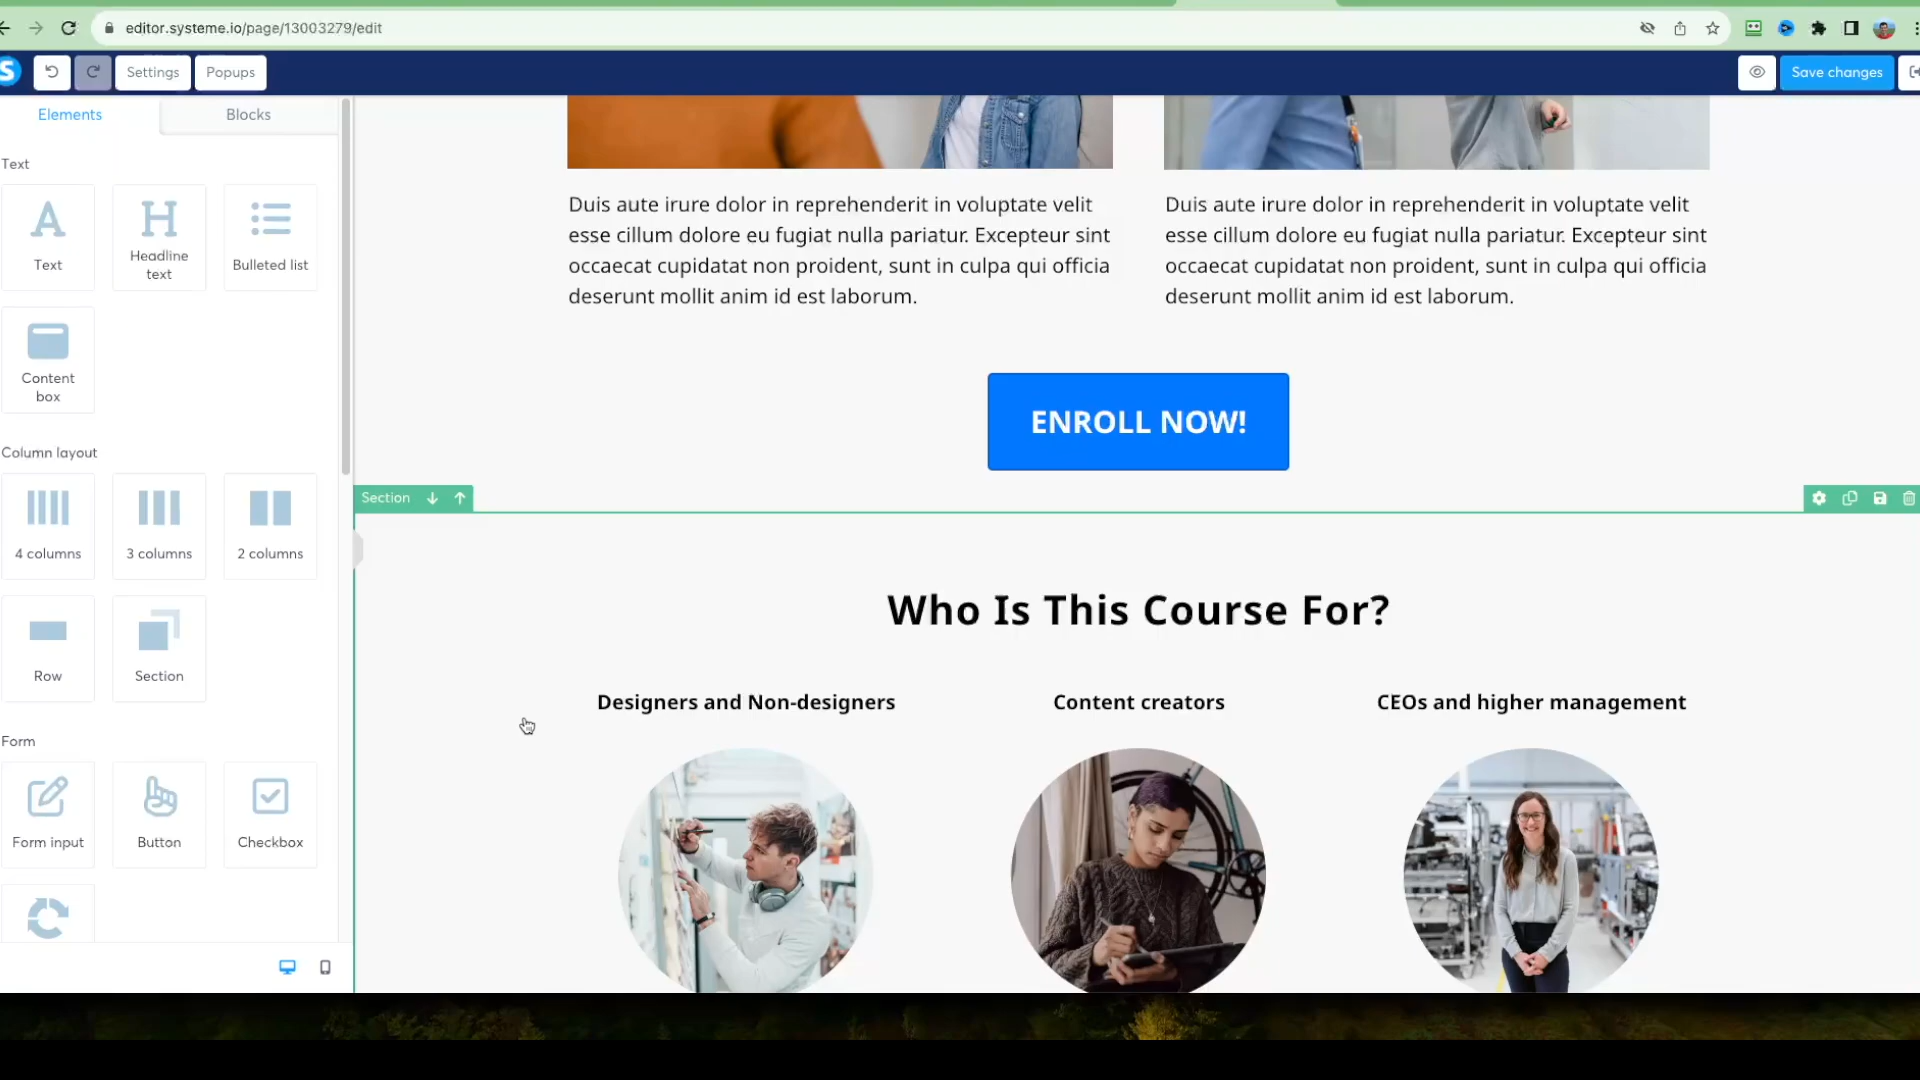 editor.systeme.io/page/13003279/edit
S
Settings
Popups
Save changes
Elements
Blocks
Text
Text
Headline
text
Bulleted list
Content
box
Column layout
4 columns
3 columns
2 columns
Row
Section
Form
Form input
Button
Checkbox
Duis aute irure dolor in reprehenderit in voluptate velit
esse cillum dolore eu fugiat nulla pariatur. Excepteur sint
occaecat cupidatat non proident, sunt in culpa qui officia
deserunt mollit anim id est laborum.
Duis aute irure dolor in reprehenderit in voluptate velit
esse cillum dolore eu fugiat nulla pariatur. Excepteur sint
occaecat cupidatat non proident, sunt in culpa qui officia
deserunt mollit anim id est laborum.
ENROLL NOW!
Section
Who Is This Course For?
Designers and Non-designers
Content creators
CEOs and higher management